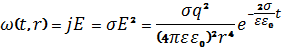 ω(t,r) = jE = σE² = σq² / ((4πεε₀)²r⁴) e^(-(2σ/εε₀)t)